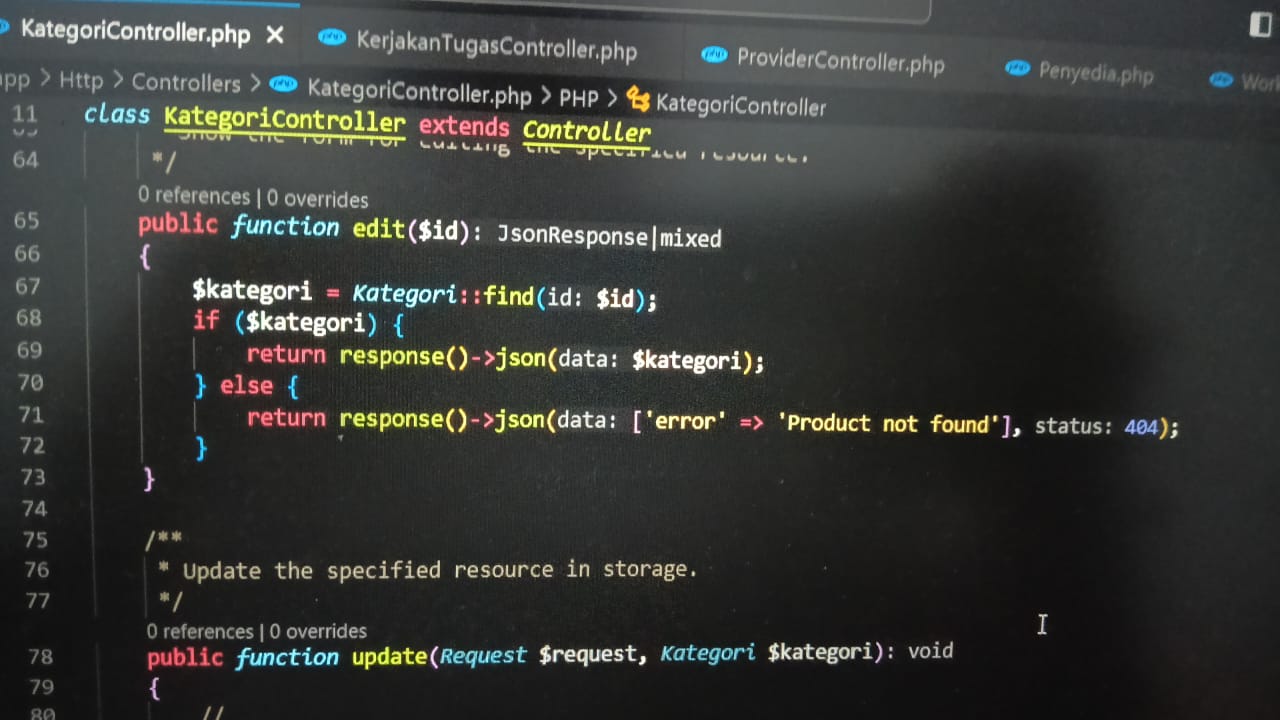 KategoriController.php ×
KerjakanTugasController.php
ProviderController.php
Penyedia.php
Http > Controllers > KategoriController.php > PHP > KategoriController
11 class KategoriController extends Controller
64 */
0 references | 0 overrides
65 public function edit($id): JsonResponse|mixed
66 {
67 $kategori = Kategori::find(id: $id);
68 if ($kategori) {
69 return response()->json(data: $kategori);
70 } else {
71 return response()->json(data: ['error' => 'Product not found'], status: 404);
72 }
73 }
74
75 /**
76 * Update the specified resource in storage.
77 */
0 references | 0 overrides
78 public function update(Request $request, Kategori $kategori): void
79 {
80 //